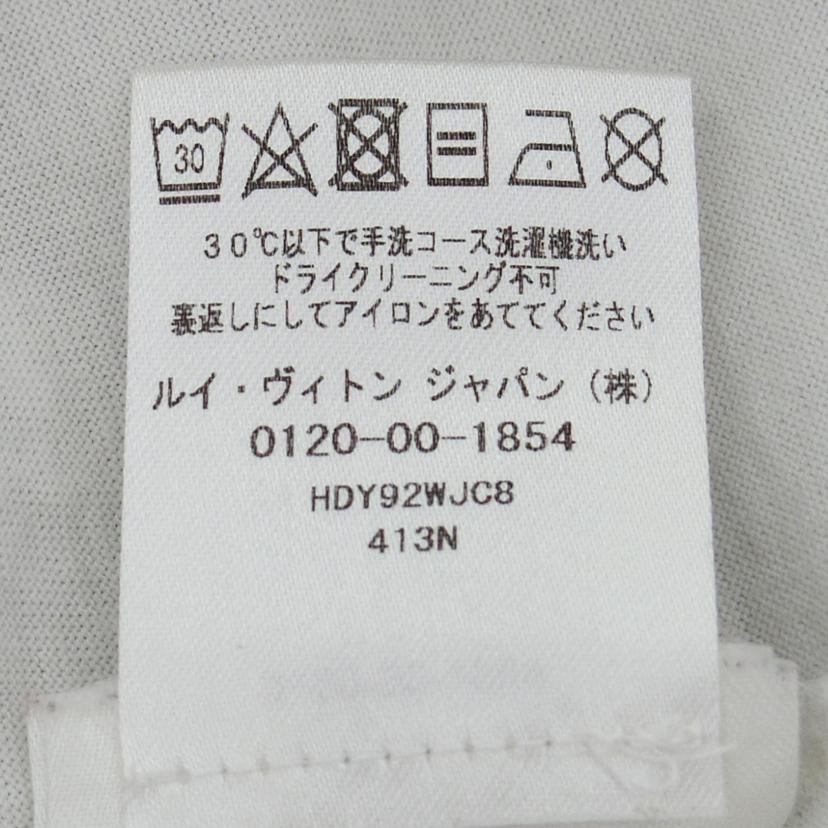 30
30℃以下で手洗コース洗濯機洗い
ドライクリーニング不可
裏返しにしてアイロンをあててください
ルイ・ヴィトン ジャパン(株)
0120-00-1854
HDY92WJC8
413N